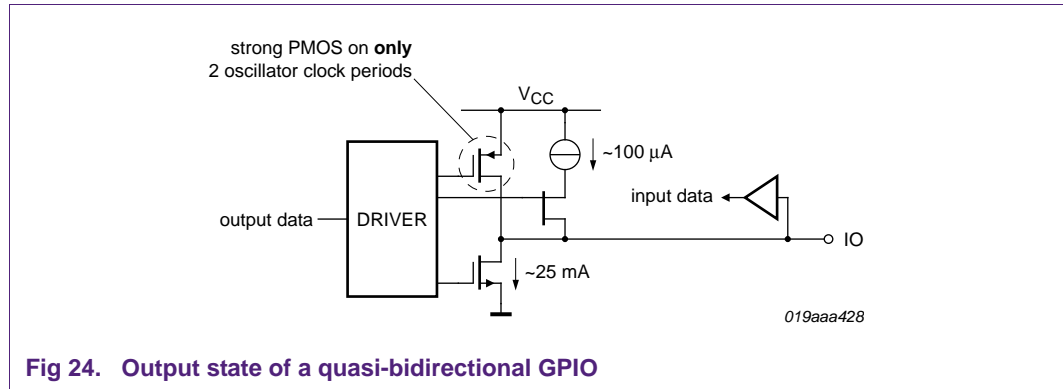 strong PMOS on only
2 oscillator clock periods
VCC
~100 μA
input data
output data
DRIVER
IO
~25 mA
019aaa428
Fig 24. Output state of a quasi-bidirectional GPIO